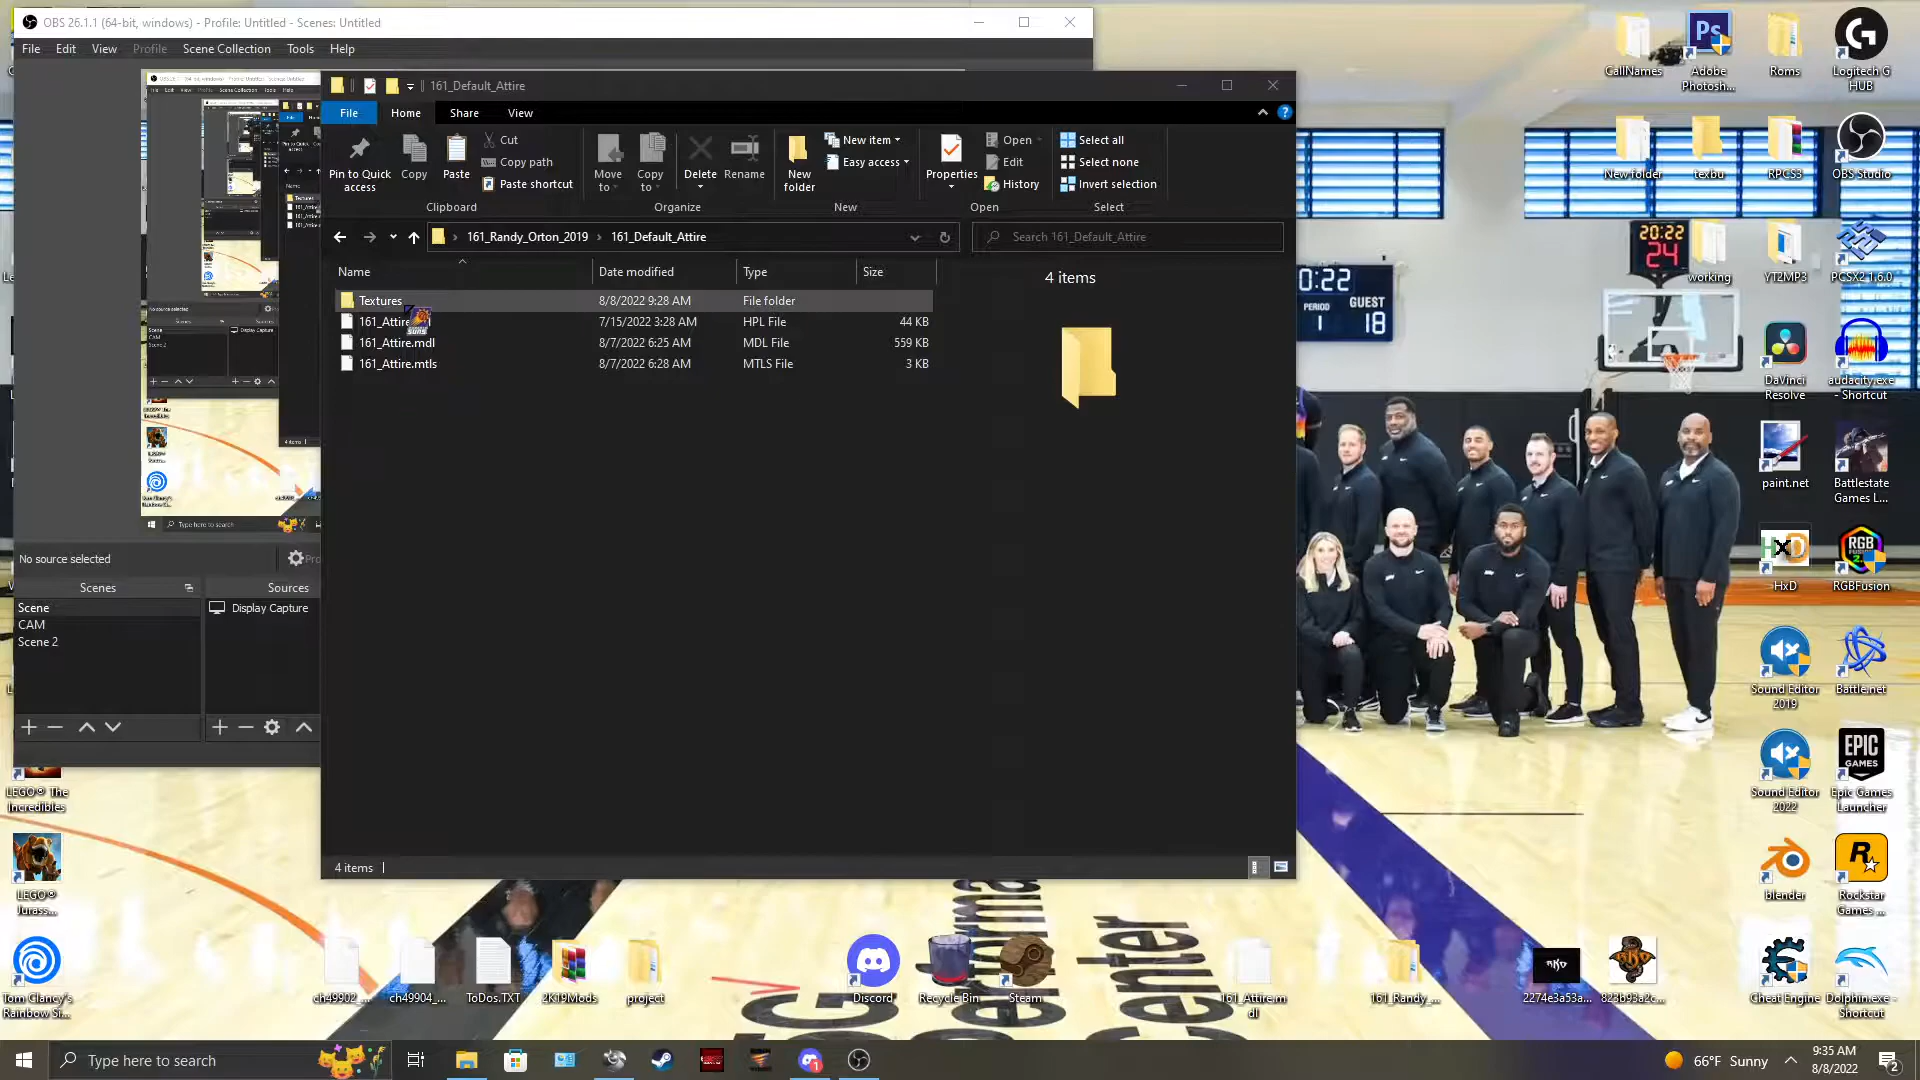 OBS 26.1.1 (64-bit, windows) - Profile: Untitled - Scenes: Untitled
File Edit View Profile Scene Collection Tools Help
161_Default_Attire
File Home Share View
Pin to Quick access
Copy
Paste
Cut
Copy path
Paste shortcut
Clipboard
Move to
Copy to
Delete
Rename
Organize
New folder
New item
Easy access
New
Properties
Open
Edit
History
Open
Select all
Select none
Invert selection
Select
161_Randy_Orton_2019 › 161_Default_Attire
Search 161_Default_Attire
Name Date modified Type Size
Textures 8/8/2022 9:28 AM File folder
161_Attire 7/15/2022 3:28 AM HPL File 44 KB
161_Attire.mdl 8/7/2022 6:25 AM MDL File 559 KB
161_Attire.mtls 8/7/2022 6:28 AM MTLS File 3 KB
4 items
4 items
No source selected
Scenes
Scene
CAM
Scene 2
Sources
Display Capture
CallNames
Adobe Photosh...
Roms
Logitech G HUB
New folder
texbu
RPCS3
OBS Studio
working
YT2MP3
PCSX2 1.6.0
DaVinci Resolve
audacity.exe - Shortcut
paint.net
Battlestate Games L...
HxD
RGBFusion
Sound Editor 2019
Battle.net
Sound Editor 2022
Epic Games Launcher
blender
Rockstar Games ...
Cheat Engine
Dolphin.exe - Shortcut
20:22
24
0:22
PERIOD
1
GUEST
18
LEGO® The Incredibles
LEGO® Jurass...
Tom Clancy's Rainbow Si...
ch49902_...
ch49904_...
ToDos.TXT
2K19Mods
project
Discord
Recycle Bin
Steam
161_Attire.mdl
161_Randy_...
2274e3a53a...
823b93a2c...
Type here to search
66°F Sunny
9:35 AM
8/8/2022
2